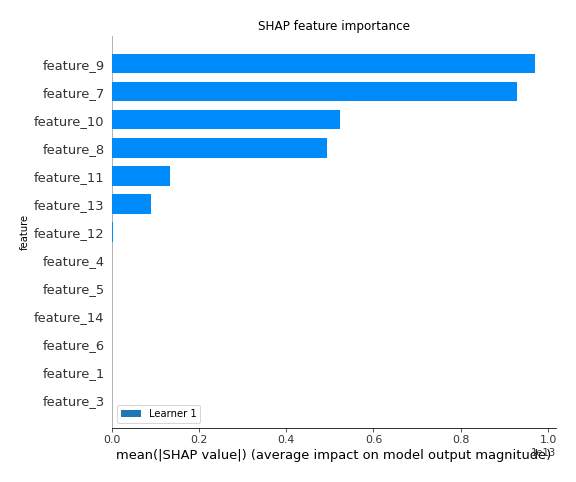 SHAP feature importance
feature_9
feature_7
feature_10
feature_8
feature_11
feature_13
feature_12
feature_4
feature_5
feature_14
feature_6
feature_1
feature_3
feature
Learner 1
0.0 0.2 0.4 0.6 0.8 1.0
1e13
mean(|SHAP value|) (average impact on model output magnitude)